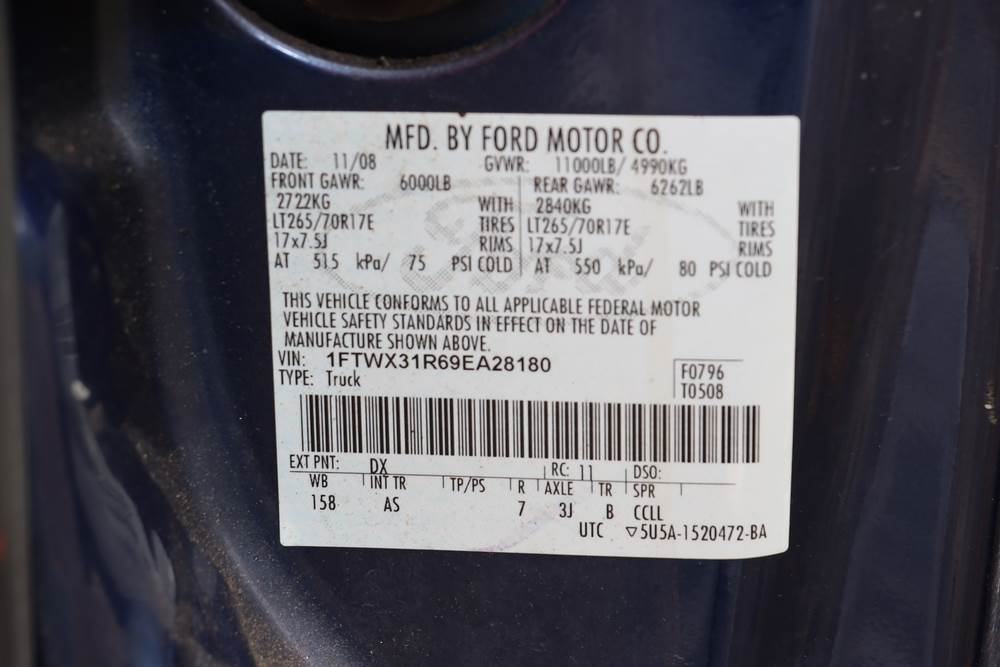 MFD. BY FORD MOTOR CO.
DATE: 11/08 GVWR: 11000LB/ 4990KG
FRONT GAWR: 6000LB REAR GAWR: 6262LB
2722KG WITH 2840KG WITH
LT265/70R17E TIRES LT265/70R17E TIRES
17x7.5J RIMS 17x7.5J RIMS
AT 515 kPa/ 75 PSI COLD AT 550 kPa/ 80 PSI COLD
THIS VEHICLE CONFORMS TO ALL APPLICABLE FEDERAL MOTOR
VEHICLE SAFETY STANDARDS IN EFFECT ON THE DATE OF
MANUFACTURE SHOWN ABOVE.
VIN: 1FTWX31R69EA28180
TYPE: Truck
F0796
T0508
EXT PNT: DX RC: 11 DSO:
WB INT TR TP/PS R AXLE TR SPR
158 AS 7 3J B CCLL
UTC ▽5U5A-1520472-BA